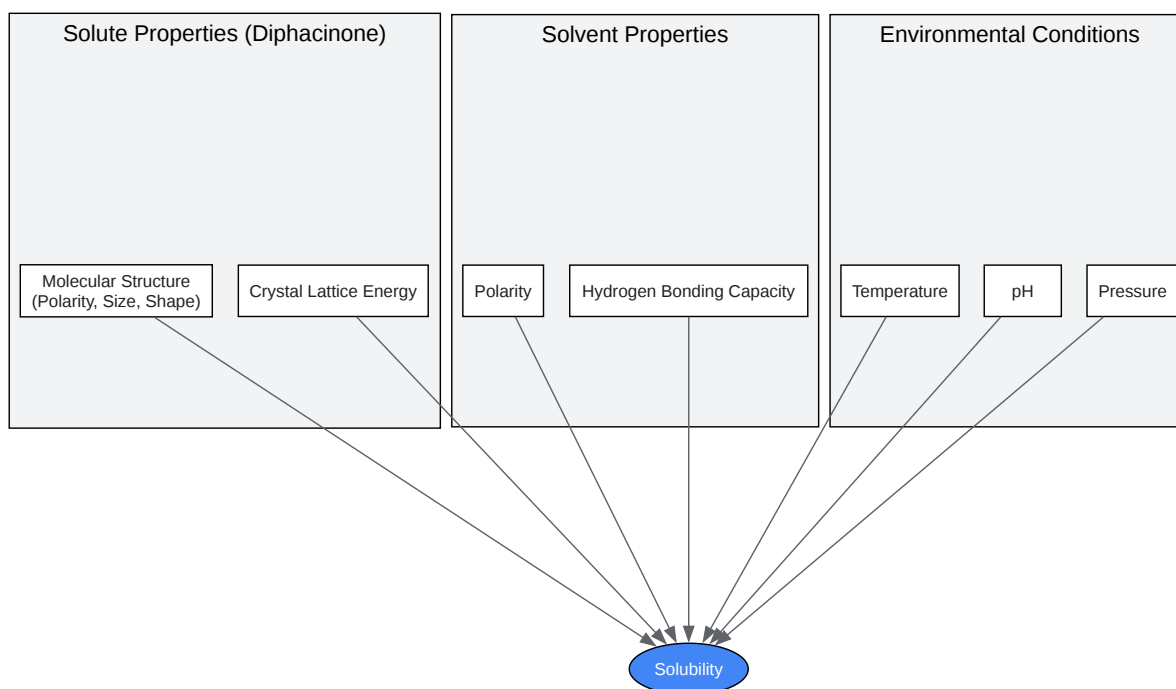 Solute Properties (Diphacinone)
Solvent Properties
Environmental Conditions
Molecular Structure
(Polarity, Size, Shape)
Crystal Lattice Energy
Polarity
Hydrogen Bonding Capacity
Temperature
pH
Pressure
Solubility